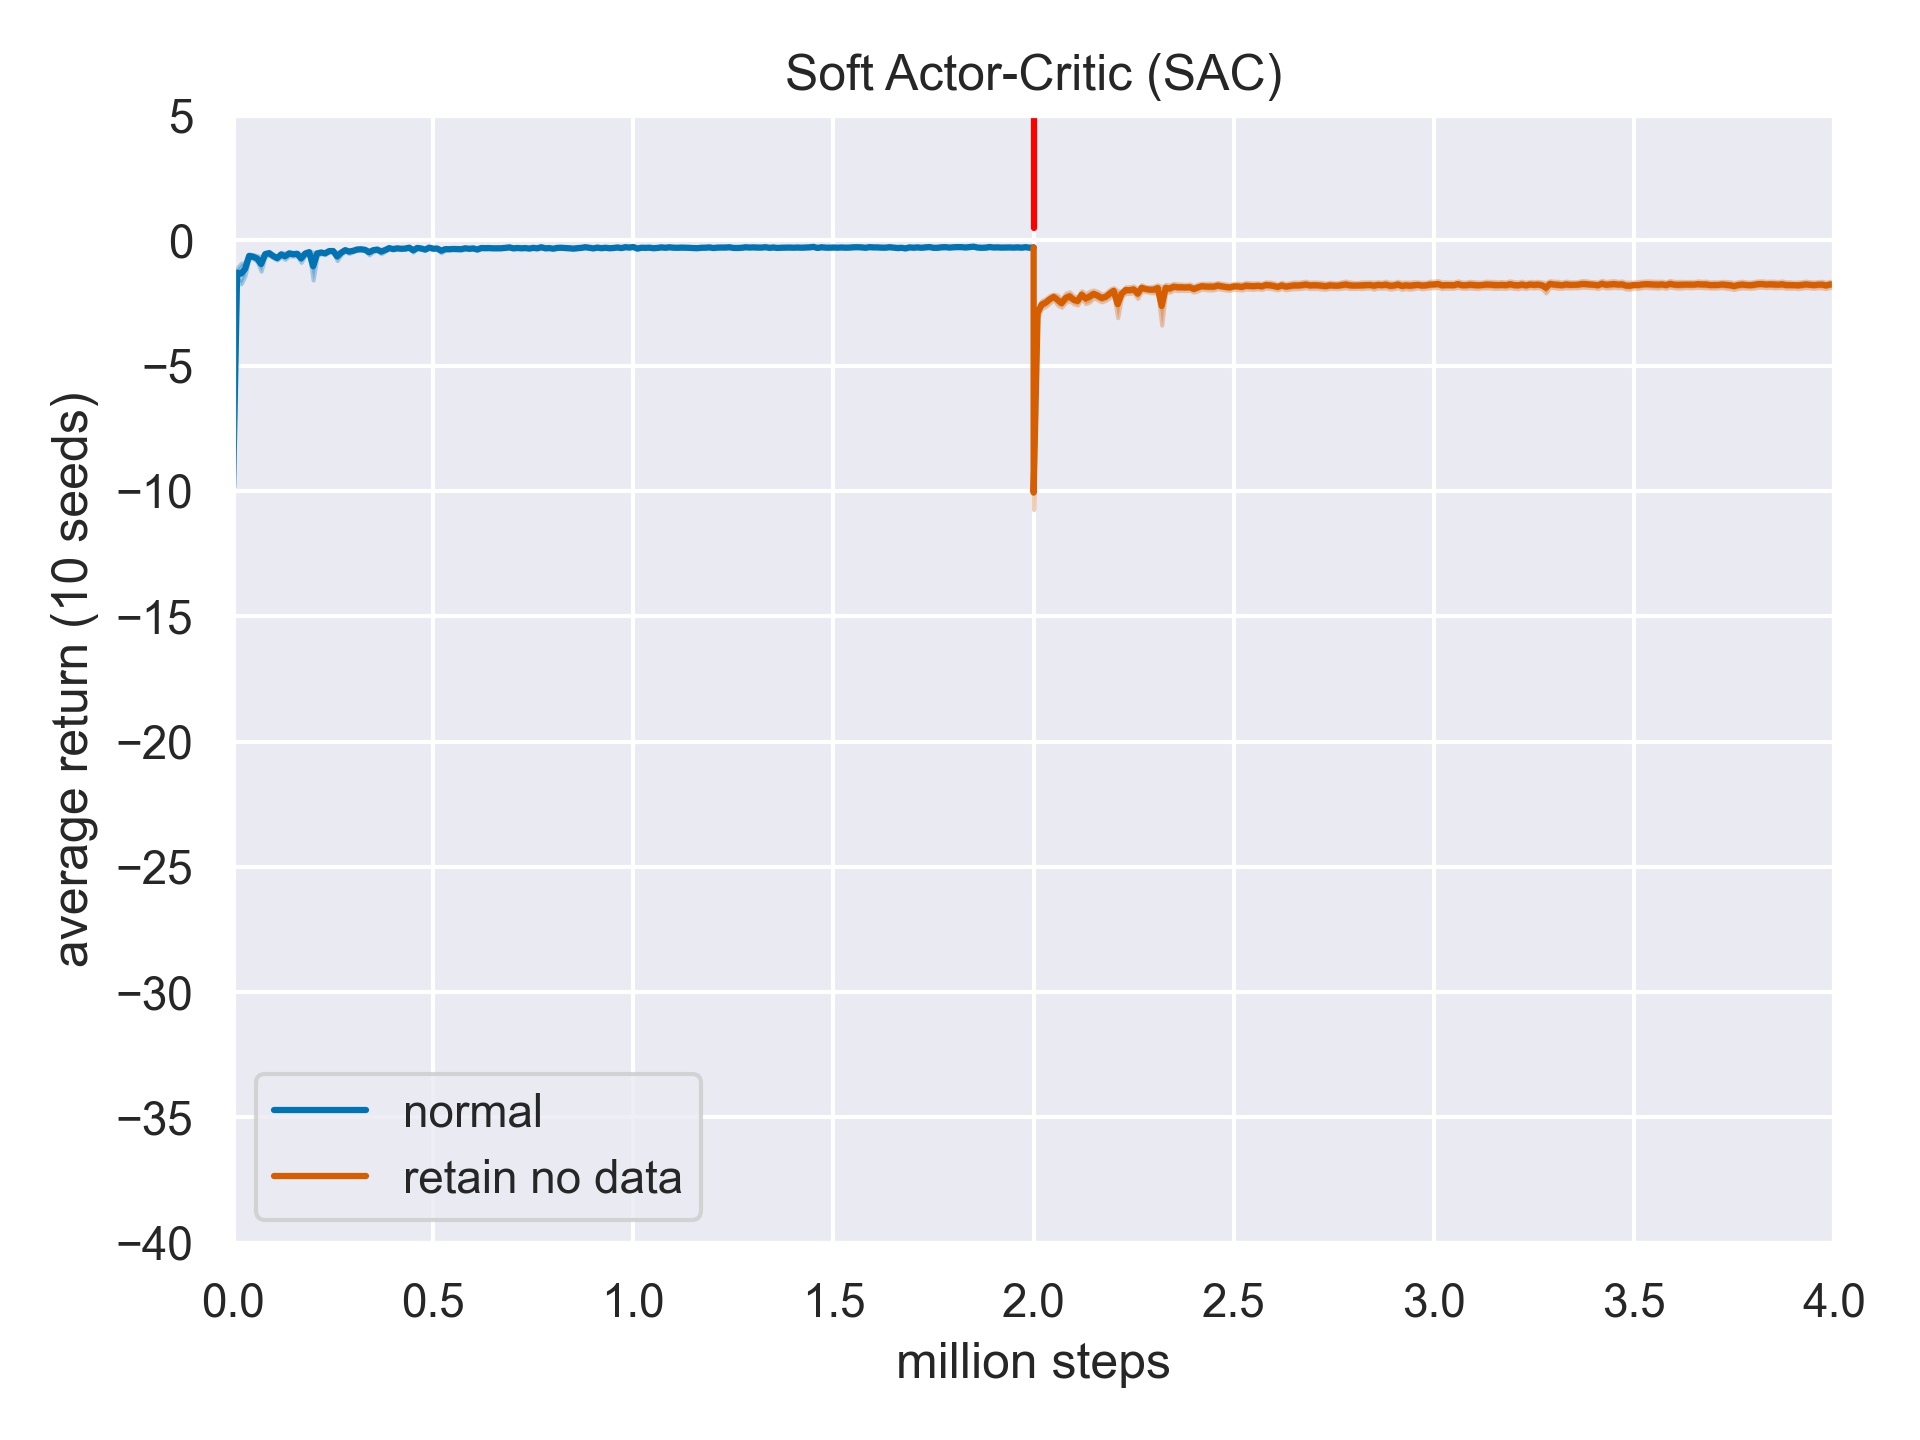 Soft Actor-Critic (SAC)
5
0
−5
−10
−15
−20
−25
−30
−35
−40
average return (10 seeds)
normal
retain no data
0.0 0.5 1.0 1.5 2.0 2.5 3.0 3.5 4.0
million steps